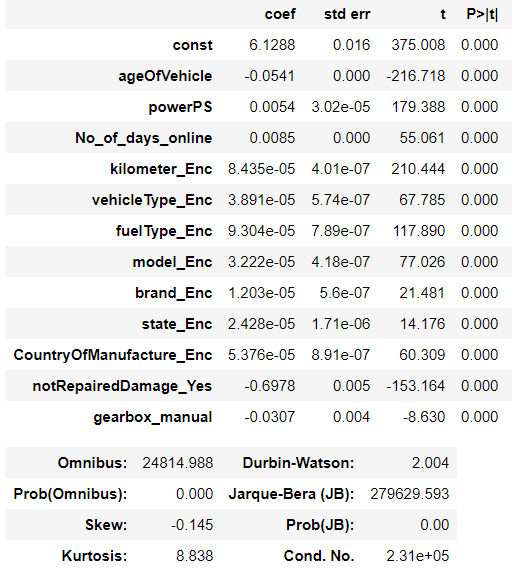 coef std err t P>|t|
const 6.1288 0.016 375.008 0.000
ageOfVehicle -0.0541 0.000 -216.718 0.000
powerPS 0.0054 3.02e-05 179.388 0.000
No_of_days_online 0.0085 0.000 55.061 0.000
kilometer_Enc 8.435e-05 4.01e-07 210.444 0.000
vehicleType_Enc 3.891e-05 5.74e-07 67.785 0.000
fuelType_Enc 9.304e-05 7.89e-07 117.890 0.000
model_Enc 3.222e-05 4.18e-07 77.026 0.000
brand_Enc 1.203e-05 5.6e-07 21.481 0.000
state_Enc 2.428e-05 1.71e-06 14.176 0.000
CountryOfManufacture_Enc 5.376e-05 8.91e-07 60.309 0.000
notRepairedDamage_Yes -0.6978 0.005 -153.164 0.000
gearbox_manual -0.0307 0.004 -8.630 0.000
Omnibus: 24814.988 Durbin-Watson: 2.004
Prob(Omnibus): 0.000 Jarque-Bera (JB): 279629.593
Skew: -0.145 Prob(JB): 0.00
Kurtosis: 8.838 Cond. No. 2.31e+05